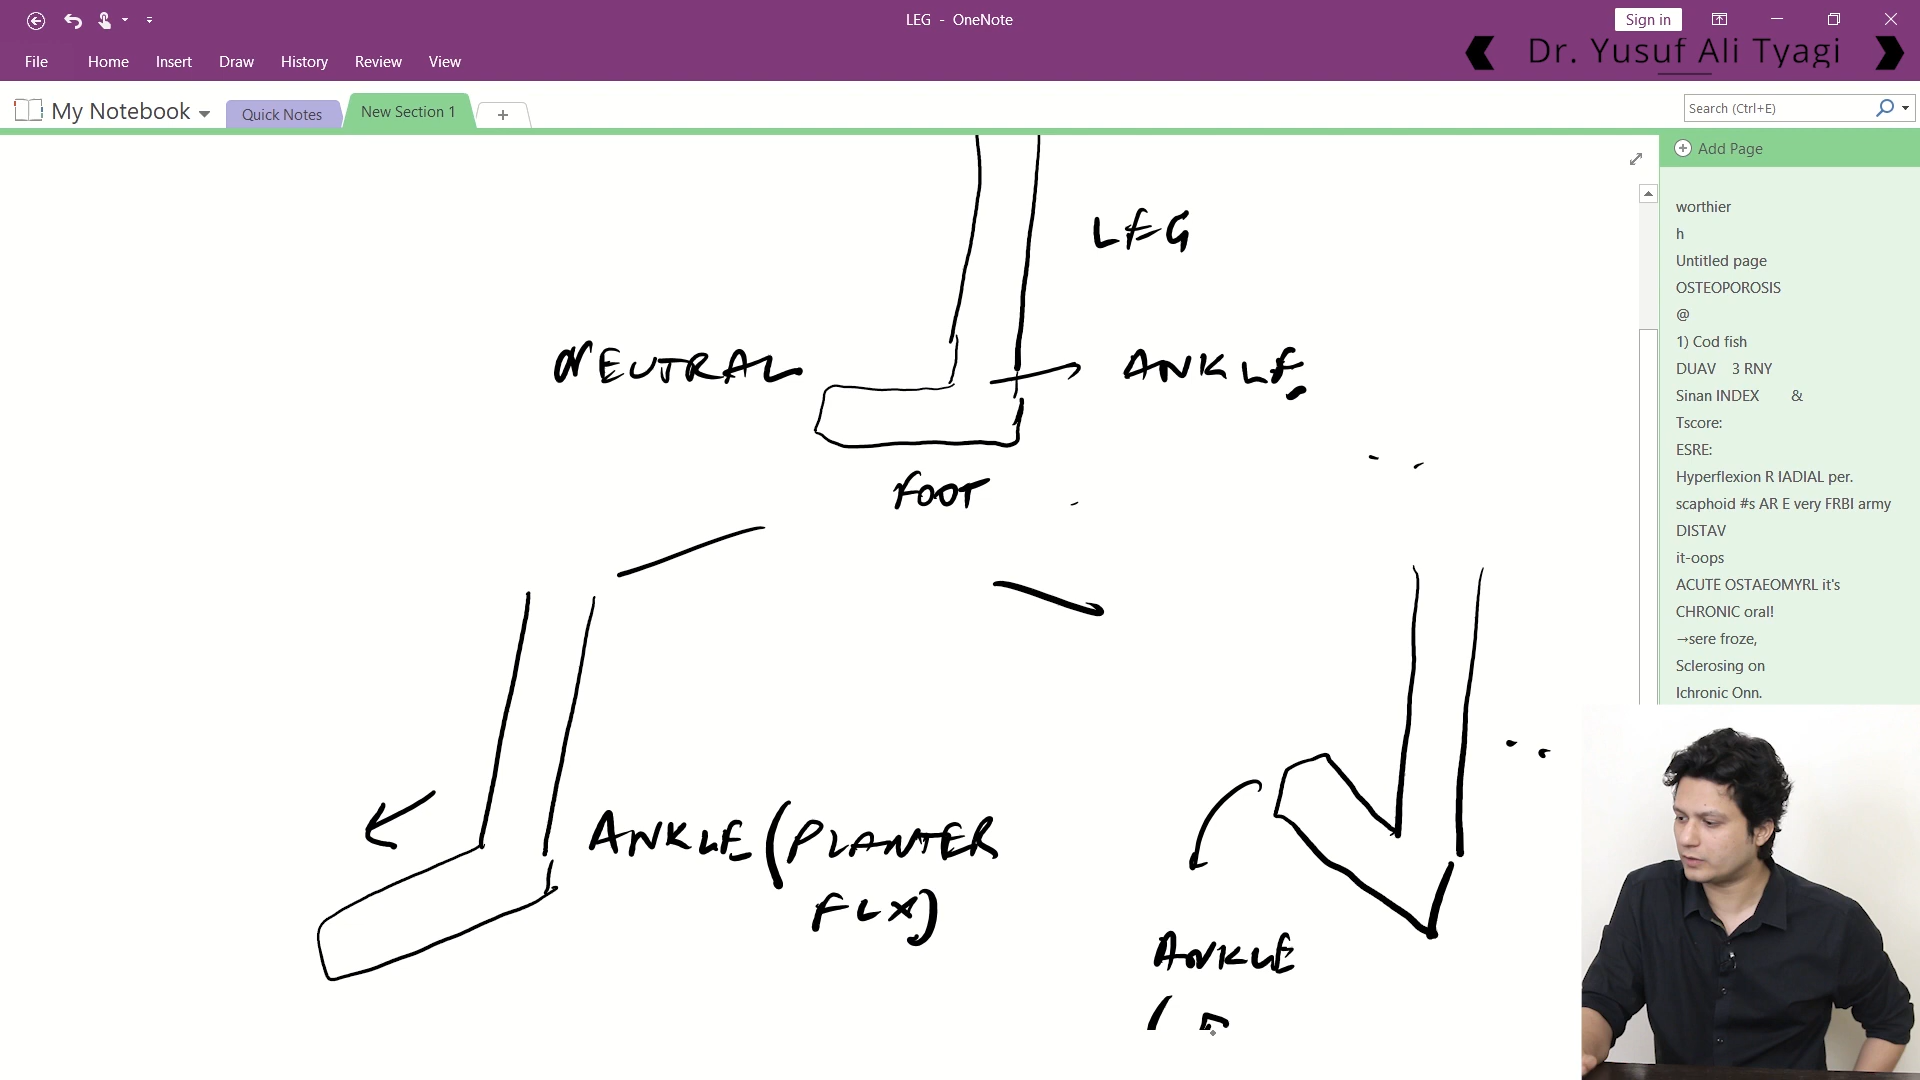 LEG - OneNote
Sign in
File Home Insert Draw History Review View
Dr. Yusuf Ali Tyagi
My Notebook
Quick Notes
New Section 1
Search (Ctrl+E)
Add Page
worthier
h
Untitled page
OSTEOPOROSIS
@
1) Cod fish
DUAV 3 RNY
Sinan INDEX &
Tscore:
ESRE:
Hyperflexion R IADIAL per.
scaphoid #s AR E very FRBI army
DISTAV
it-oops
ACUTE OSTAEOMYRL it's
CHRONIC oral!
→sere froze,
Sclerosing on
Ichronic Onn.
LEG
NEUTRAL
ANKLE
FOOT
ANKLE (PLANTER
FLX)
ANKLE
(